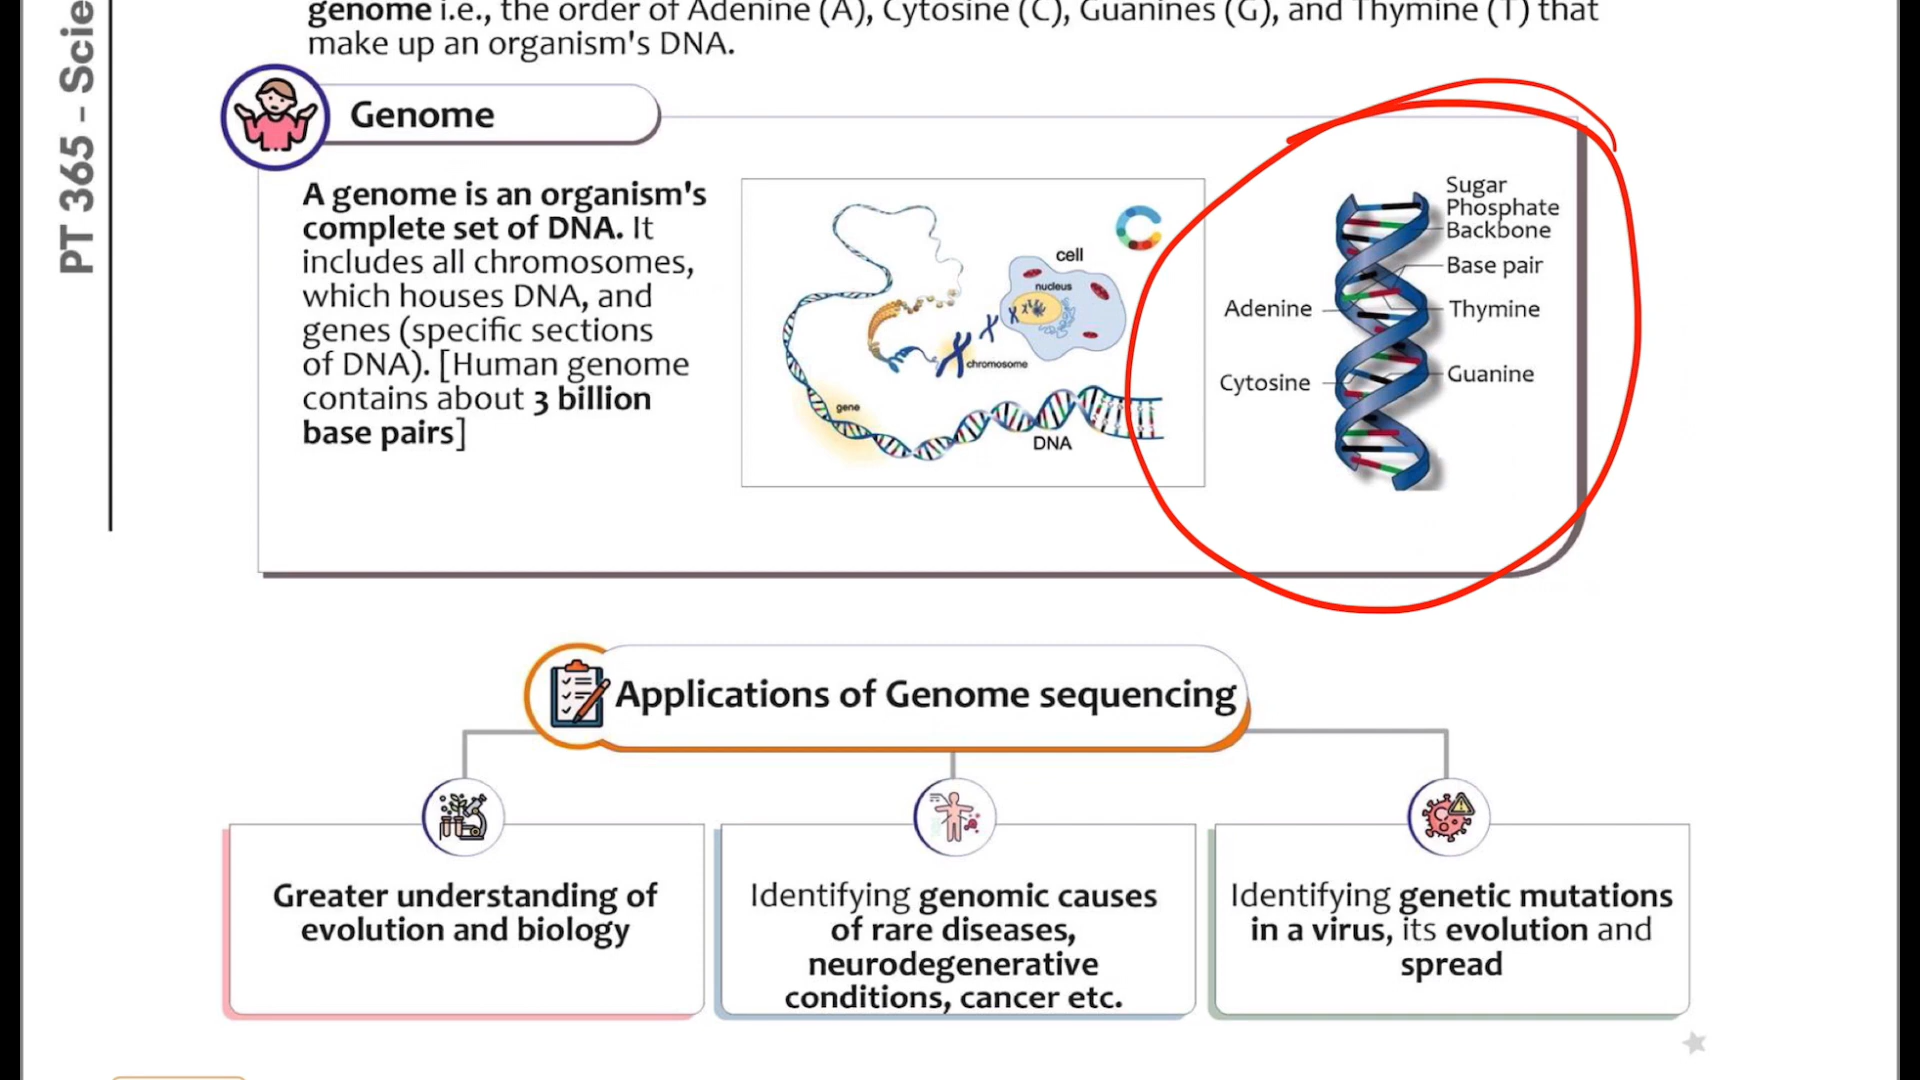 PT 365 - Scie
genome i.e., the order of Adenine (A), Cytosine (C), Guanines (G), and Thymine (T) that
make up an organism's DNA.
Genome
A genome is an organism's
complete set of DNA. It
includes all chromosomes,
which houses DNA, and
genes (specific sections
of DNA). [Human genome
contains about 3 billion
base pairs]
cell
nucleus
chromosome
gene
DNA
Sugar
Phosphate
Backbone
Base pair
Adenine
Thymine
Cytosine
Guanine
Applications of Genome sequencing
Greater understanding of
evolution and biology
Identifying genomic causes
of rare diseases,
neurodegenerative
conditions, cancer etc.
Identifying genetic mutations
in a virus, its evolution and
spread